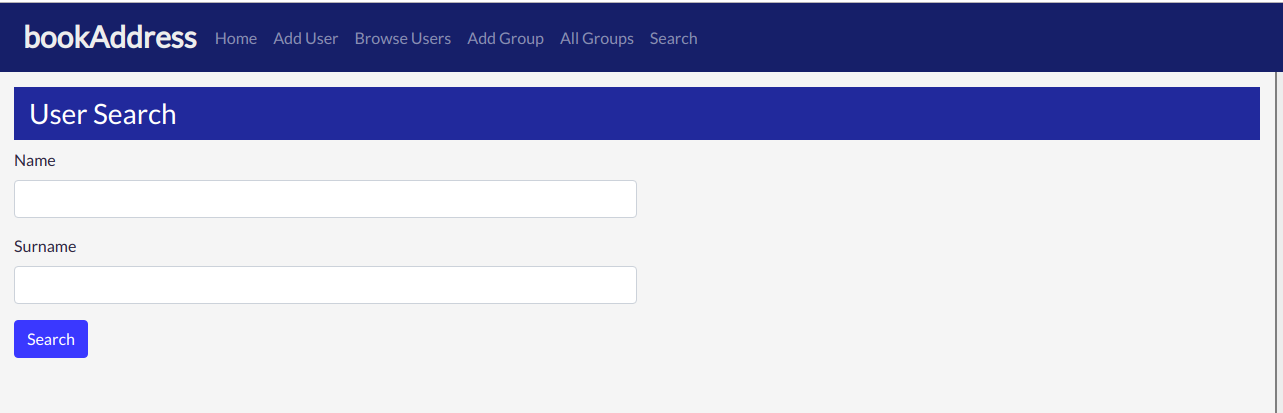 bookAddress Home Add User Browse Users Add Group All Groups Search
User Search
Name
Surname
Search